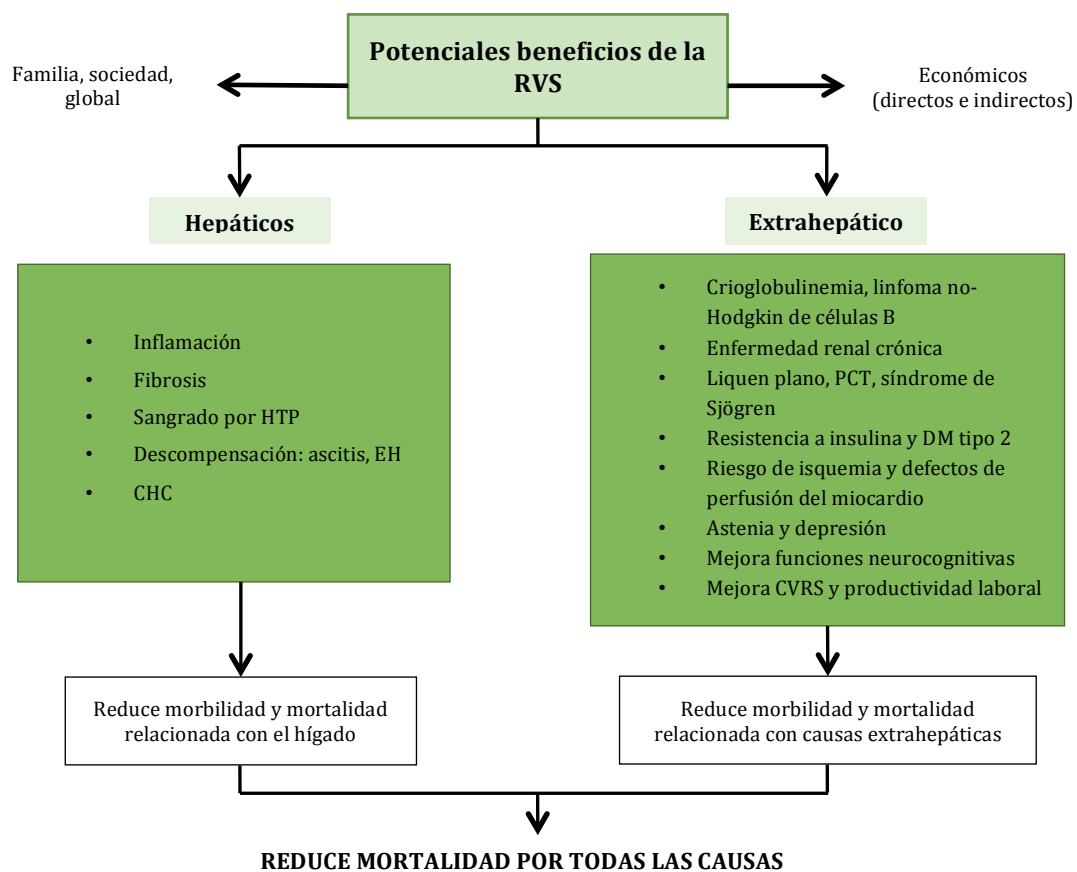 Potenciales beneficios de la
RVS
Familia, sociedad,
global
Económicos
(directos e indirectos)
Hepáticos
Extrahepático
• Inflamación
• Fibrosis
• Sangrado por HTP
• Descompensación: ascitis, EH
• CHC
• Crioglobulinemia, linfoma no-
Hodgkin de células B
• Enfermedad renal crónica
• Liquen plano, PCT, síndrome de
Sjögren
• Resistencia a insulina y DM tipo 2
• Riesgo de isquemia y defectos de
perfusión del miocardio
• Astenia y depresión
• Mejora funciones neurocognitivas
• Mejora CVRS y productividad laboral
Reduce morbilidad y mortalidad
relacionada con el hígado
Reduce morbilidad y mortalidad
relacionada con causas extrahepáticas
REDUCE MORTALIDAD POR TODAS LAS CAUSAS